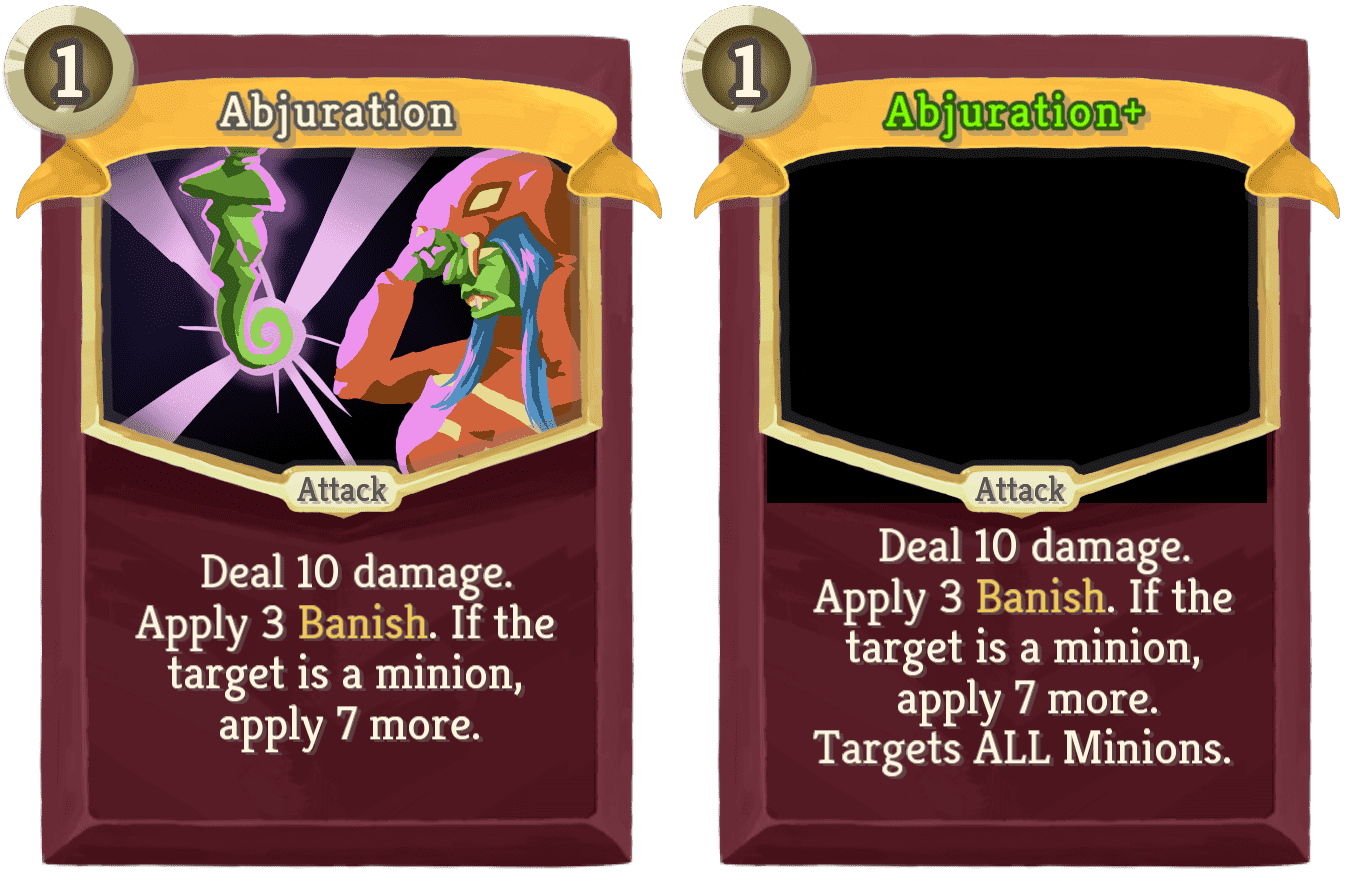 1
Abjuration
Attack
Deal 10 damage.
Apply 3 Banish. If the
target is a minion,
apply 7 more.
1
Abjuration+
Attack
Deal 10 damage.
Apply 3 Banish. If the
target is a minion,
apply 7 more.
Targets ALL Minions.